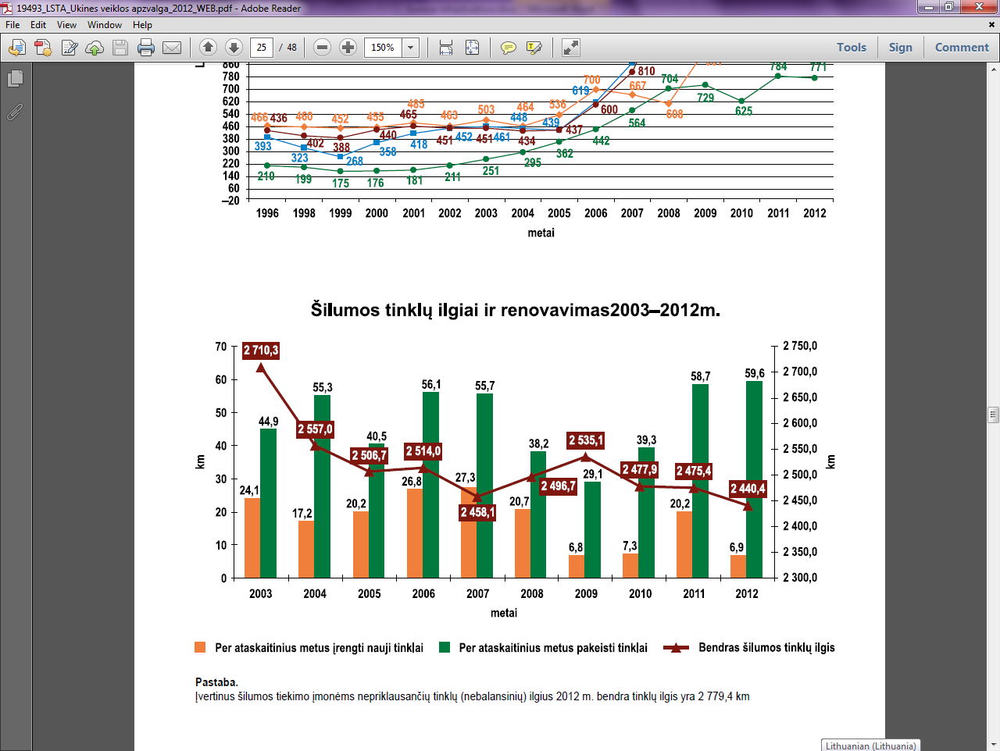 19493_LSTA_Ukines veiklos apzvalga_2012_WEB.pdf - Adobe Reader
File Edit View Window Help
25 / 48 150% Tools Sign Comment
860
780
700
620
540
460
380
300
220
140
60
–20
466 460 452 455 485 463 503 464 536 700 667 608
436 402 388 440 465 451 451 434 437 600 810
393 323 268 358 418 452 461 448 439 619
210 199 175 176 181 211 251 295 362 442 564 704 729 625 784 771
1996 1998 1999 2000 2001 2002 2003 2004 2005 2006 2007 2008 2009 2010 2011 2012
metai
Šilumos tinklų ilgiai ir renovavimas2003–2012m.
70
60
50
40
30
20
10
0
km
2 710,3 2 557,0 2 506,7 2 514,0 2 458,1 2 496,7 2 535,1 2 477,9 2 475,4 2 440,4
44,9 55,3 40,5 56,1 55,7 38,2 29,1 39,3 58,7 59,6
24,1 17,2 20,2 26,8 27,3 20,7 6,8 7,3 20,2 6,9
2 750,0
2 700,0
2 650,0
2 600,0
2 550,0
2 500,0
2 450,0
2 400,0
2 350,0
2 300,0
km
2003 2004 2005 2006 2007 2008 2009 2010 2011 2012
metai
Per ataskaitinius metus įrengti nauji tinklai Per ataskaitinius metus pakeisti tinklai Bendras šilumos tinklų ilgis
Pastaba.
Įvertinus šilumos tiekimo įmonėms nepriklausančių tinklų (nebalansinių) ilgius 2012 m. bendra tinklų ilgis yra 2 779,4 km
Lithuanian (Lithuania)